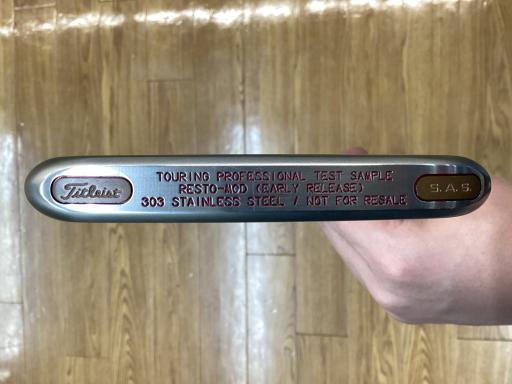 Titleist
TOURING PROFESSIONAL TEST SAMPLE
RESTO-MOD (EARLY RELEASE)
303 STAINLESS STEEL / NOT FOR RESALE
S.A.S.